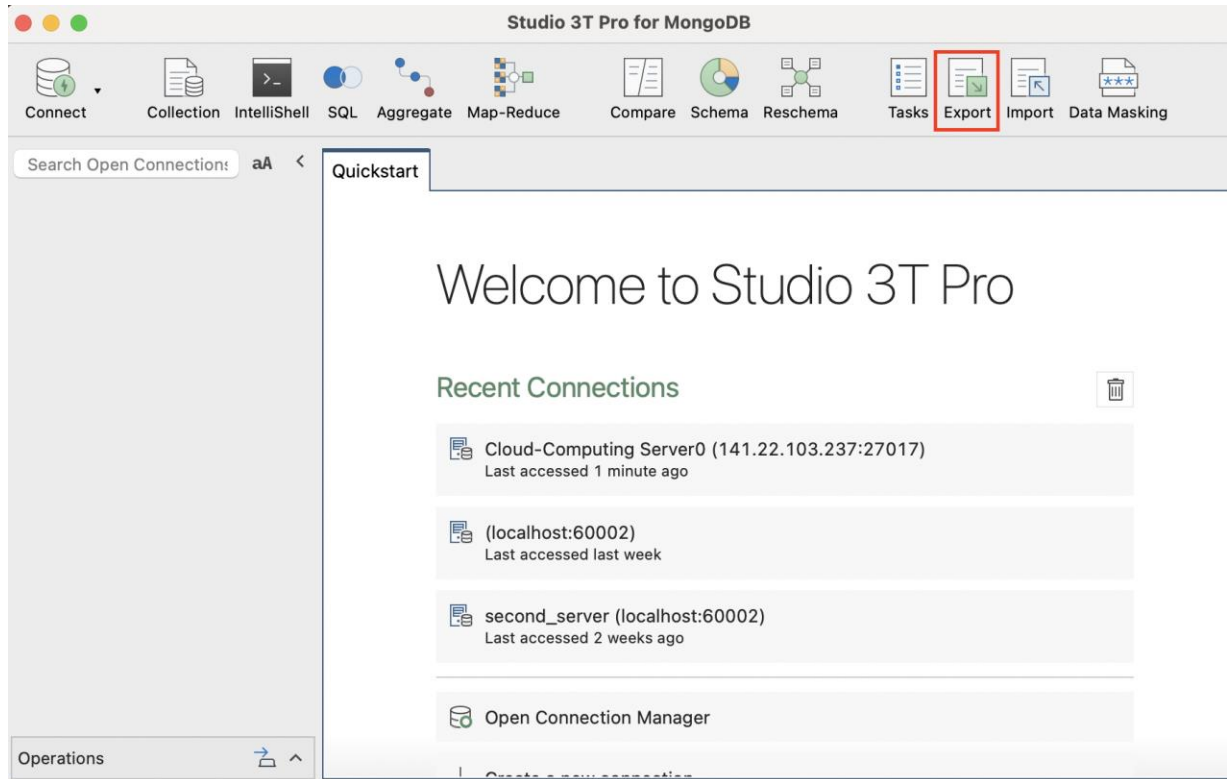 Studio 3T Pro for MongoDB
Connect Collection IntelliShell SQL Aggregate Map-Reduce Compare Schema Reschema Tasks Export Import Data Masking
Search Open Connections aA
Quickstart
Welcome to Studio 3T Pro
Recent Connections
Cloud-Computing Server0 (141.22.103.237:27017)
Last accessed 1 minute ago
(localhost:60002)
Last accessed last week
second_server (localhost:60002)
Last accessed 2 weeks ago
Open Connection Manager
Create a new connection
Operations